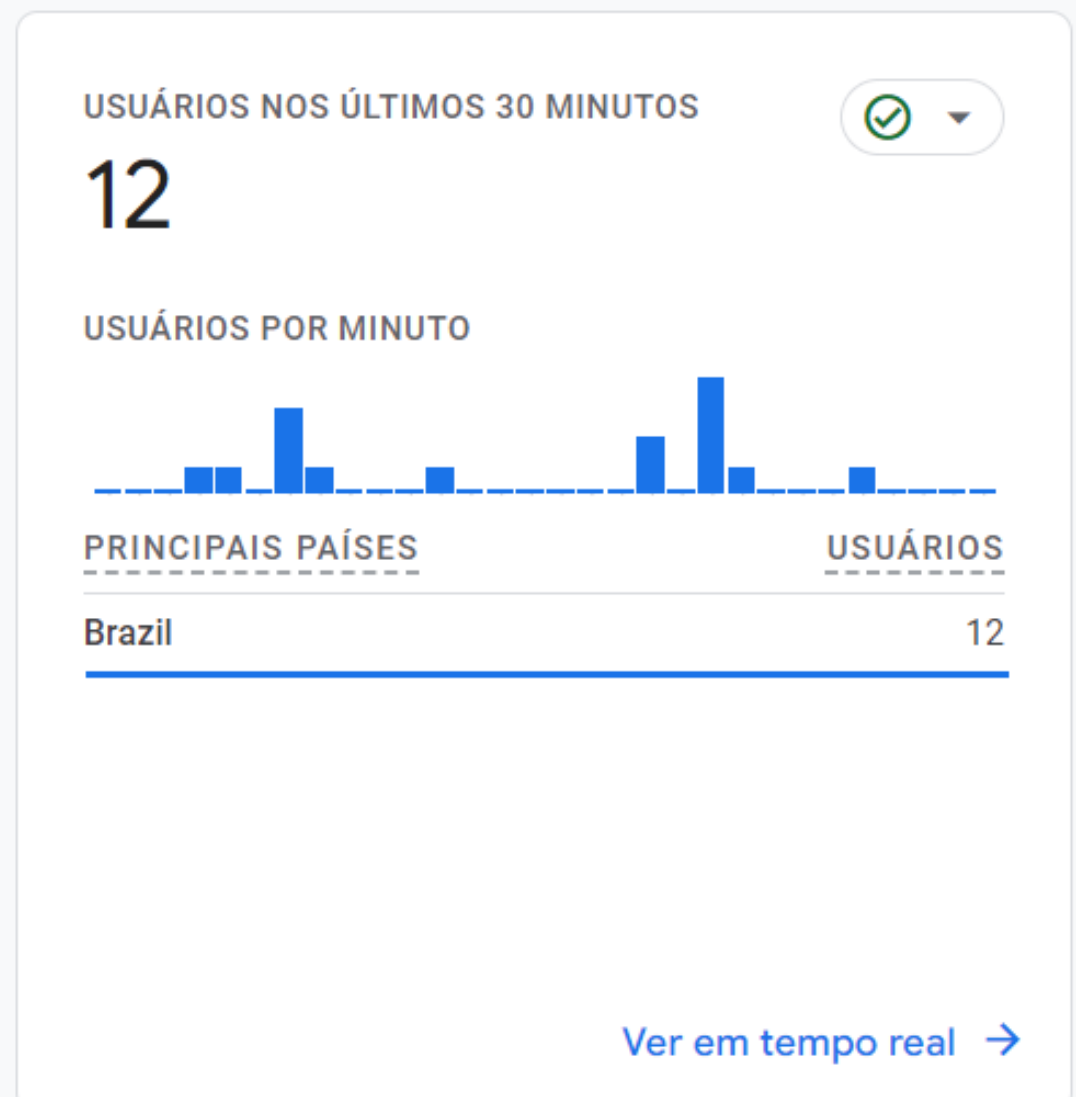 USUÁRIOS NOS ÚLTIMOS 30 MINUTOS
12
USUÁRIOS POR MINUTO
PRINCIPAIS PAÍSES USUÁRIOS
Brazil 12
Ver em tempo real